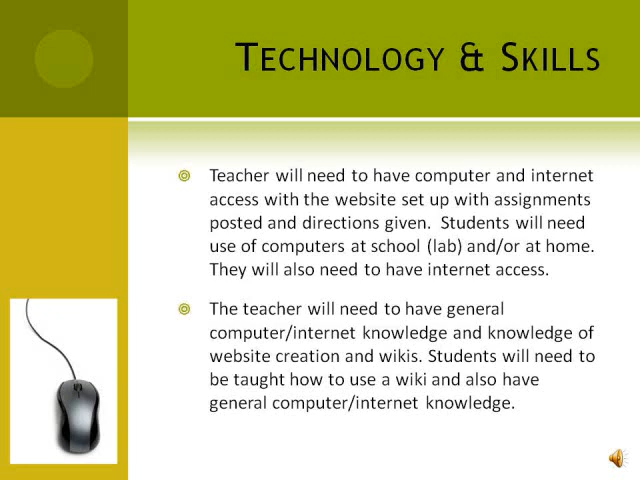 TECHNOLOGY & SKILLS
Teacher will need to have computer and internet
access with the website set up with assignments
posted and directions given.  Students will need
use of computers at school (lab) and/or at home.
They will also need to have internet access.
The teacher will need to have general
computer/internet knowledge and knowledge of
website creation and wikis. Students will need to
be taught how to use a wiki and also have
general computer/internet knowledge.